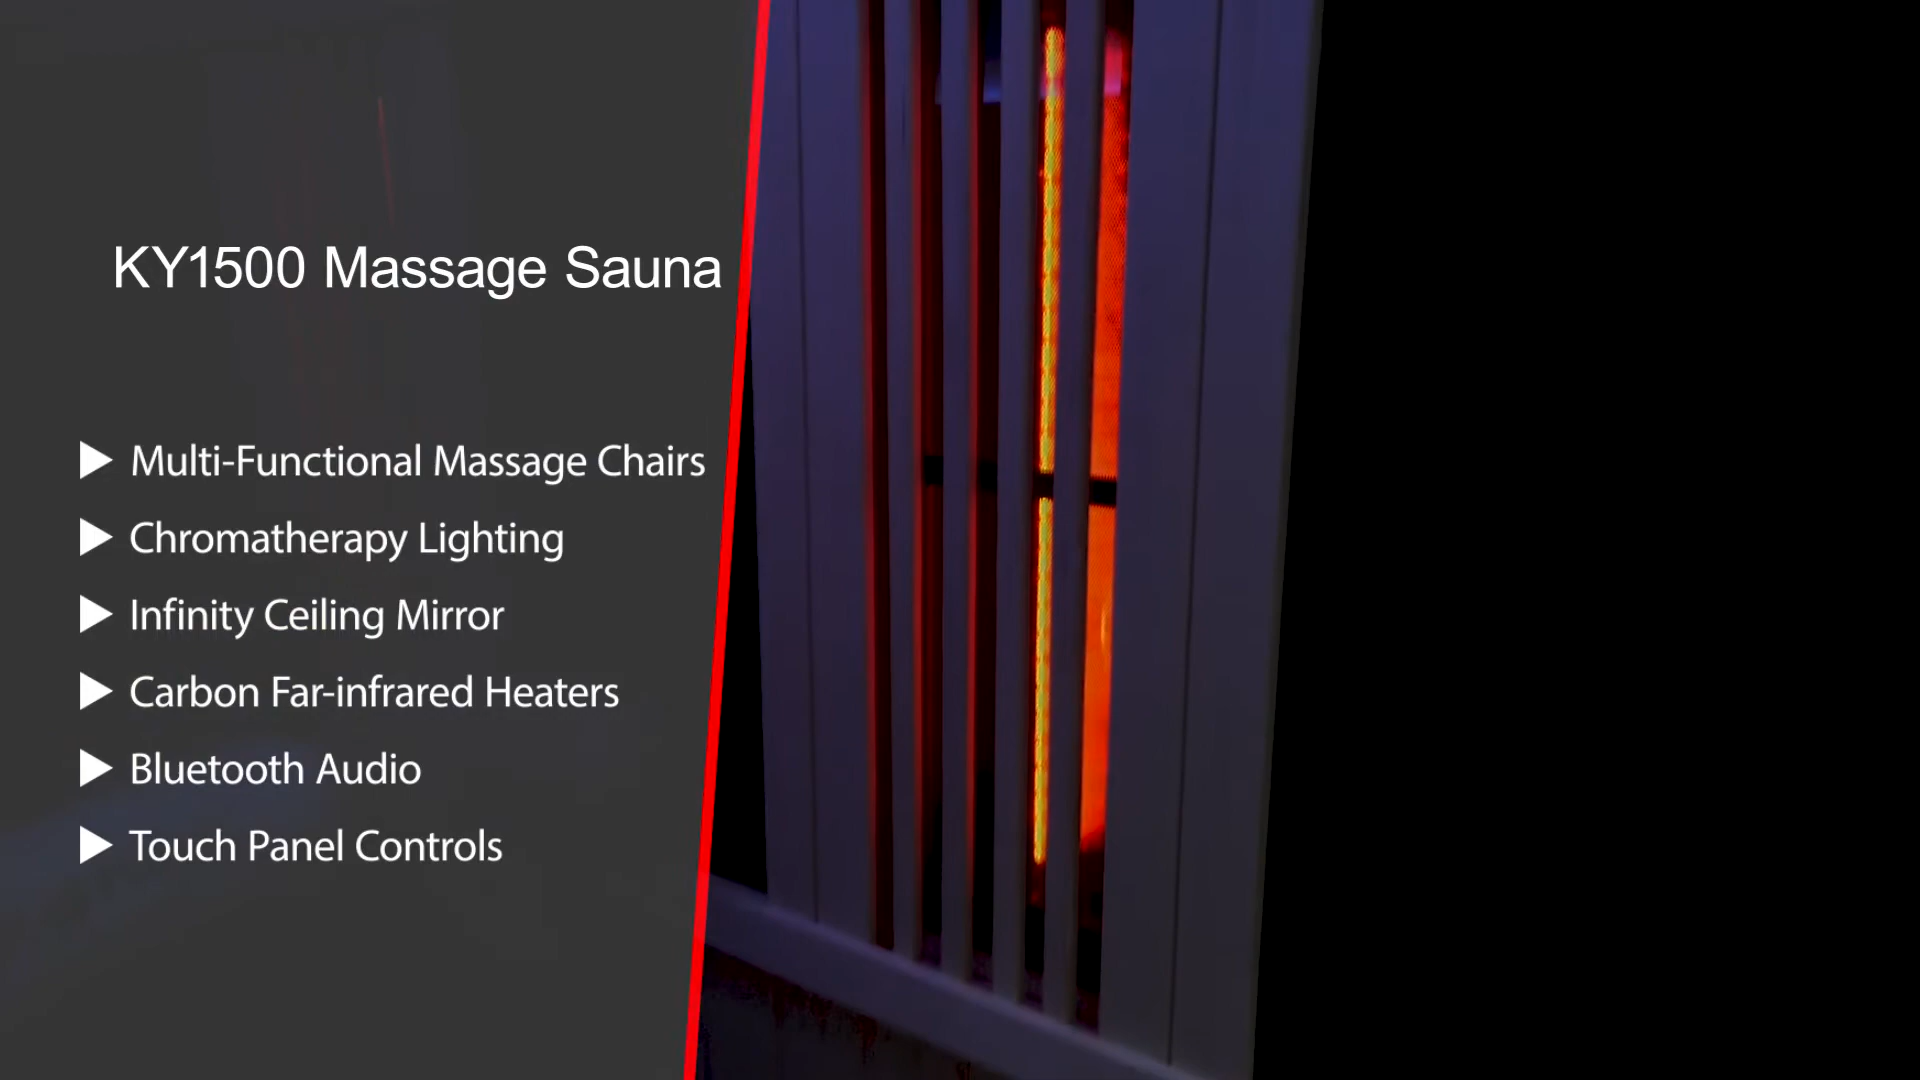 KY1500 Massage Sauna
Multi-Functional Massage Chairs
Chromatherapy Lighting
Infinity Ceiling Mirror
Carbon Far-infrared Heaters
Bluetooth Audio
Touch Panel Controls